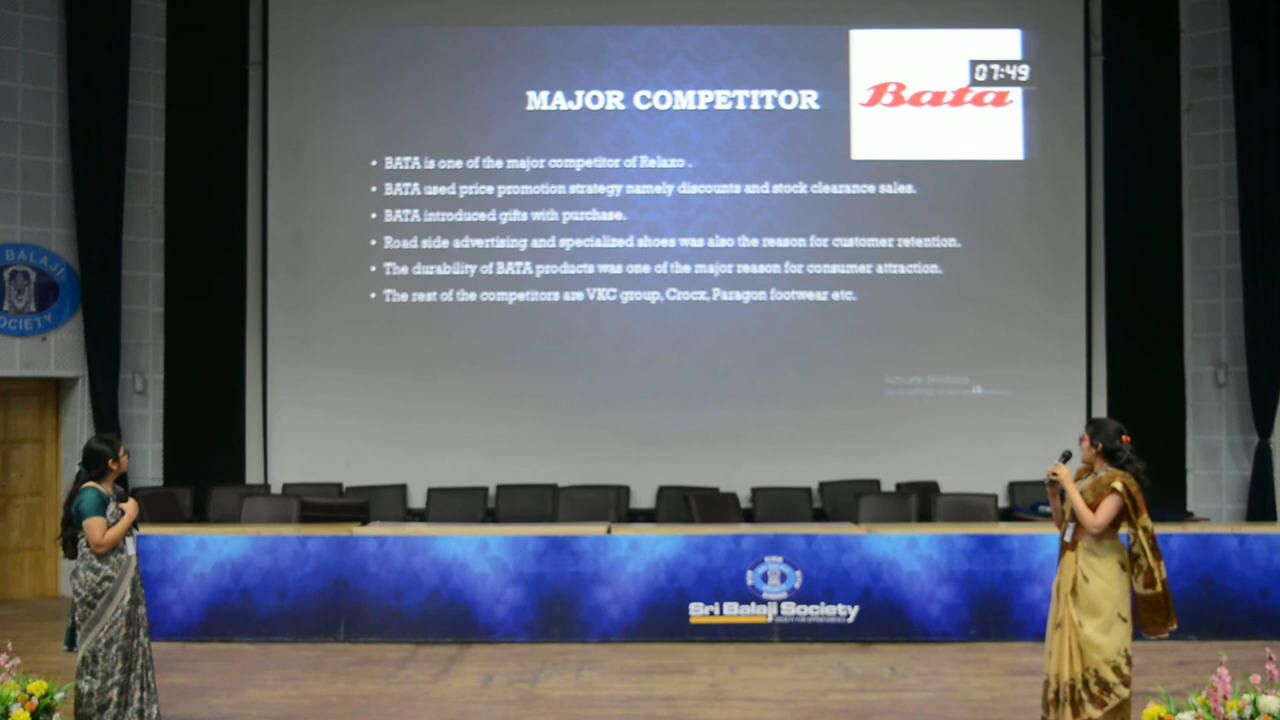 Bata
07:49
MAJOR COMPETITOR
• BATA is one of the major competitor of Relaxo .
• BATA used price promotion strategy namely discounts and stock clearance sales.
• BATA introduced gifts with purchase.
• Road side advertising and specialized shoes was also the reason for customer retention.
• The durability of BATA products was one of the major reason for consumer attraction.
• The rest of the competitors are VKC group, Crocx, Paragon footwear etc.
Activate Windows
BALAJI
SOCIETY
Sri Balaji Society